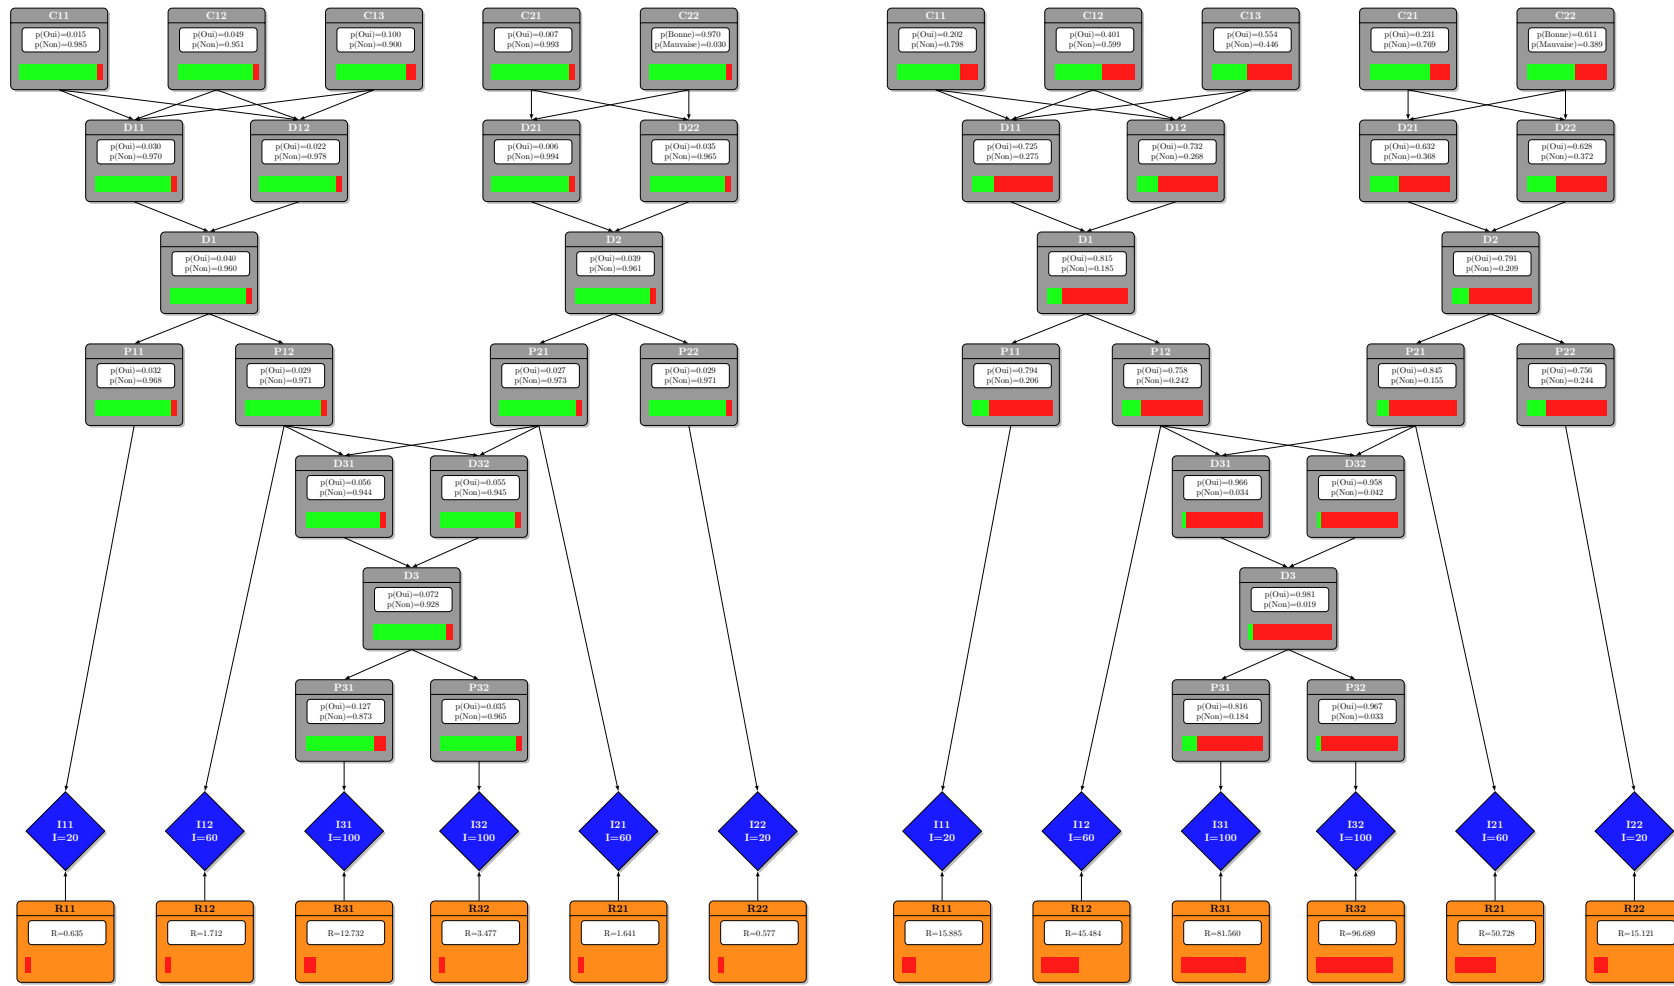 C11
p(Oui)=0.015
p(Non)=0.985
C12
p(Oui)=0.049
p(Non)=0.951
C13
p(Oui)=0.100
p(Non)=0.900
C21
p(Oui)=0.007
p(Non)=0.993
C22
p(Bonne)=0.970
p(Mauvaise)=0.030
D11
p(Oui)=0.030
p(Non)=0.970
D12
p(Oui)=0.022
p(Non)=0.978
D21
p(Oui)=0.006
p(Non)=0.994
D22
p(Oui)=0.035
p(Non)=0.965
D1
p(Oui)=0.040
p(Non)=0.960
D2
p(Oui)=0.039
p(Non)=0.961
P11
p(Oui)=0.032
p(Non)=0.968
P12
p(Oui)=0.029
p(Non)=0.971
P21
p(Oui)=0.027
p(Non)=0.973
P22
p(Oui)=0.029
p(Non)=0.971
D31
p(Oui)=0.056
p(Non)=0.944
D32
p(Oui)=0.055
p(Non)=0.945
D3
p(Oui)=0.072
p(Non)=0.928
P31
p(Oui)=0.127
p(Non)=0.873
P32
p(Oui)=0.035
p(Non)=0.965
I11
I=20
I12
I=60
I31
I=100
I32
I=100
I21
I=60
I22
I=20
R11
R=0.635
R12
R=1.712
R31
R=12.732
R32
R=3.477
R21
R=1.641
R22
R=0.577
C11
p(Oui)=0.202
p(Non)=0.798
C12
p(Oui)=0.401
p(Non)=0.599
C13
p(Oui)=0.554
p(Non)=0.446
C21
p(Oui)=0.231
p(Non)=0.769
C22
p(Bonne)=0.611
p(Mauvaise)=0.389
D11
p(Oui)=0.725
p(Non)=0.275
D12
p(Oui)=0.732
p(Non)=0.268
D21
p(Oui)=0.632
p(Non)=0.368
D22
p(Oui)=0.628
p(Non)=0.372
D1
p(Oui)=0.815
p(Non)=0.185
D2
p(Oui)=0.791
p(Non)=0.209
P11
p(Oui)=0.794
p(Non)=0.206
P12
p(Oui)=0.758
p(Non)=0.242
P21
p(Oui)=0.845
p(Non)=0.155
P22
p(Oui)=0.756
p(Non)=0.244
D31
p(Oui)=0.966
p(Non)=0.034
D32
p(Oui)=0.958
p(Non)=0.042
D3
p(Oui)=0.981
p(Non)=0.019
P31
p(Oui)=0.816
p(Non)=0.184
P32
p(Oui)=0.967
p(Non)=0.033
I11
I=20
I12
I=60
I31
I=100
I32
I=100
I21
I=60
I22
I=20
R11
R=15.885
R12
R=45.484
R31
R=81.560
R32
R=96.689
R21
R=50.728
R22
R=15.121